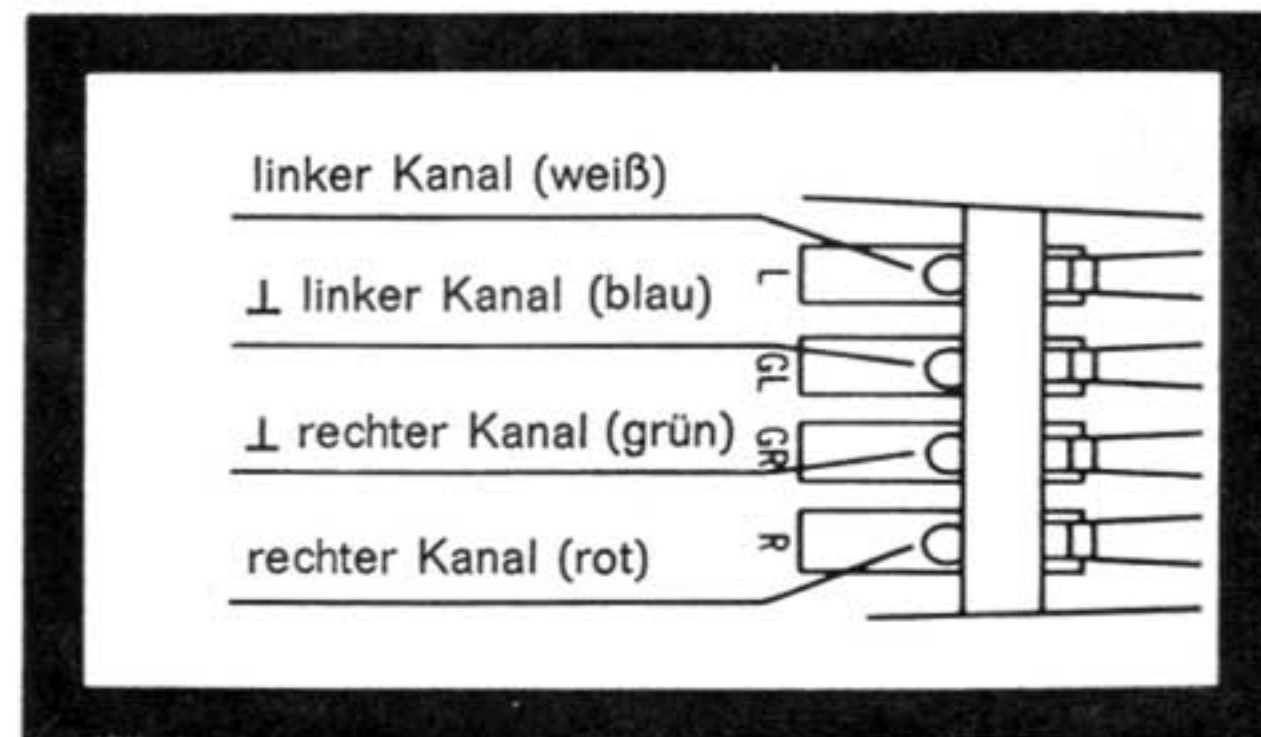 linker Kanal (weiß)
L
⊥ linker Kanal (blau)
GL
⊥ rechter Kanal (grün)
GR
rechter Kanal (rot)
R